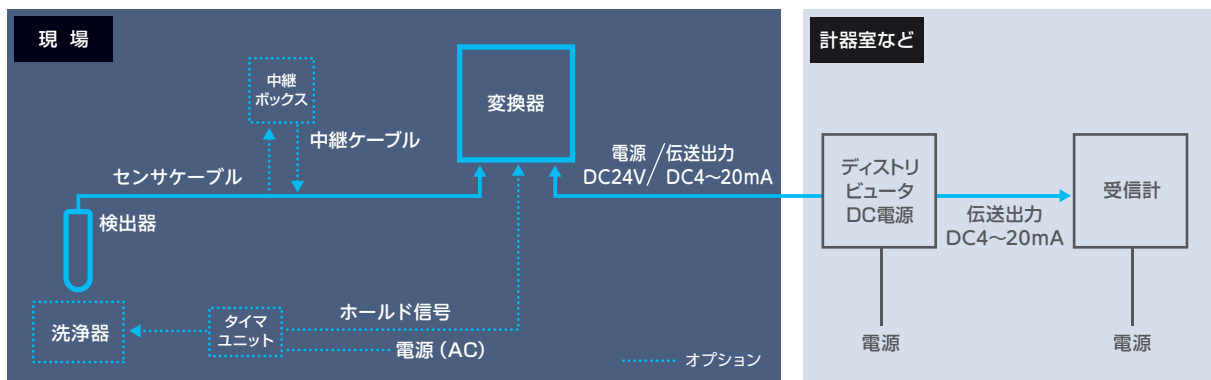 現 場
中継
ボックス
変換器
中継ケーブル
センサケーブル
検出器
電源/伝送出力
DC24V/DC4〜20mA
洗浄器
タイマ
ユニット
ホールド信号
電源(AC)
オプション
計器室など
ディストリ
ビュータ
DC電源
伝送出力
DC4〜20mA
受信計
電源
電源